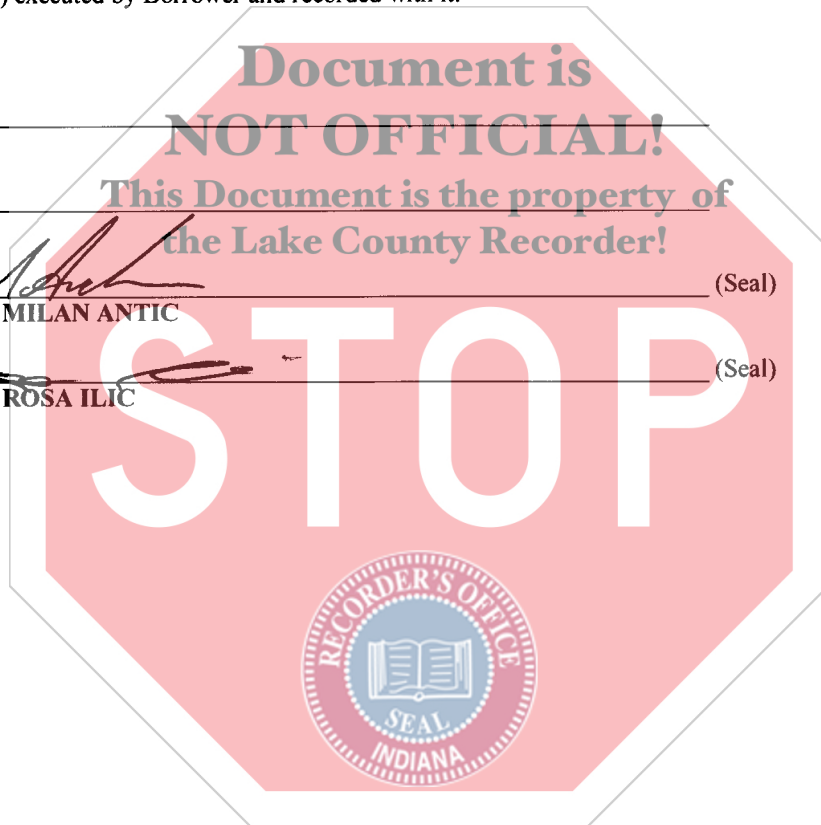 ) executed by Borrower and recorded with it.
Document is
NOT OFFICIAL!
This Document is the property of
the Lake County Recorder!
(Seal)
MILAN ANTIC
(Seal)
ROSA ILIC
STOP
RECORDER'S OFFICE
SEAL
INDIANA